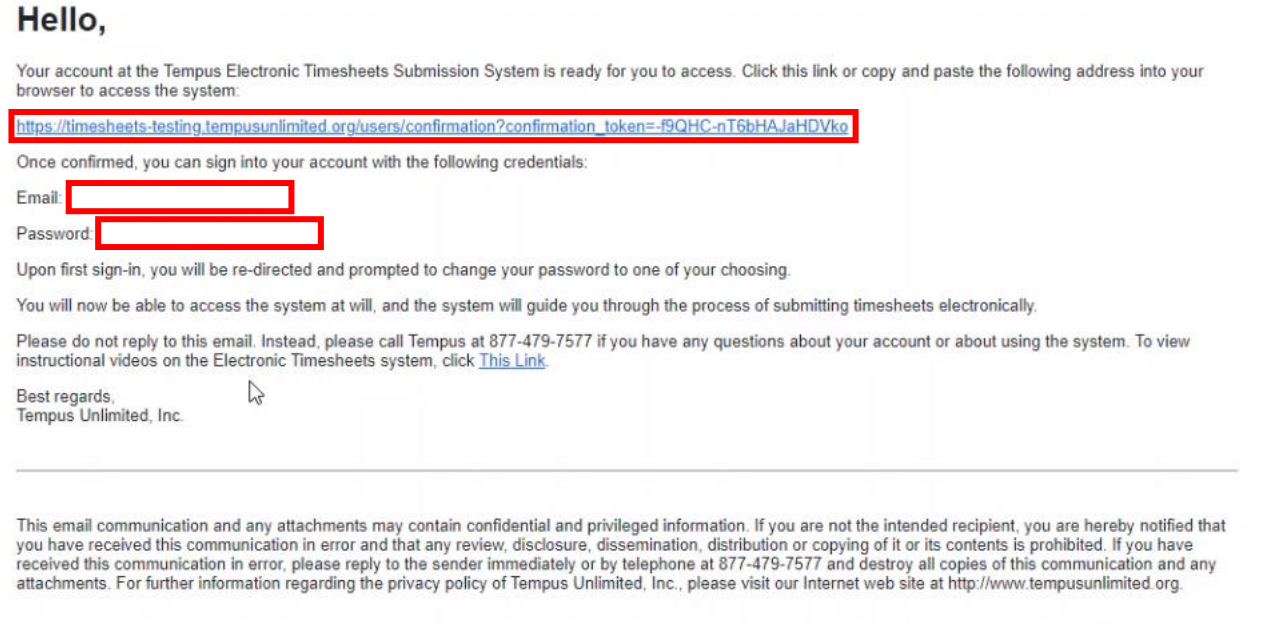 Hello,
Your account at the Tempus Electronic Timesheets Submission System is ready for you to access. Click this link or copy and paste the following address into your
browser to access the system:
https://timesheets-testing.tempusunlimited.org/users/confirmation?confirmation_token=-f9QHC-nT6bHAJaHDVko
Once confirmed, you can sign into your account with the following credentials:
Email:
Password:
Upon first sign-in, you will be re-directed and prompted to change your password to one of your choosing.
You will now be able to access the system at will, and the system will guide you through the process of submitting timesheets electronically.
Please do not reply to this email. Instead, please call Tempus at 877-479-7577 if you have any questions about your account or about using the system. To view
instructional videos on the Electronic Timesheets system, click This Link.
Best regards,
Tempus Unlimited, Inc.
This email communication and any attachments may contain confidential and privileged information. If you are not the intended recipient, you are hereby notified that
you have received this communication in error and that any review, disclosure, dissemination, distribution or copying of it or its contents is prohibited. If you have
received this communication in error, please reply to the sender immediately or by telephone at 877-479-7577 and destroy all copies of this communication and any
attachments. For further information regarding the privacy policy of Tempus Unlimited, Inc., please visit our Internet web site at http://www.tempusunlimited.org.